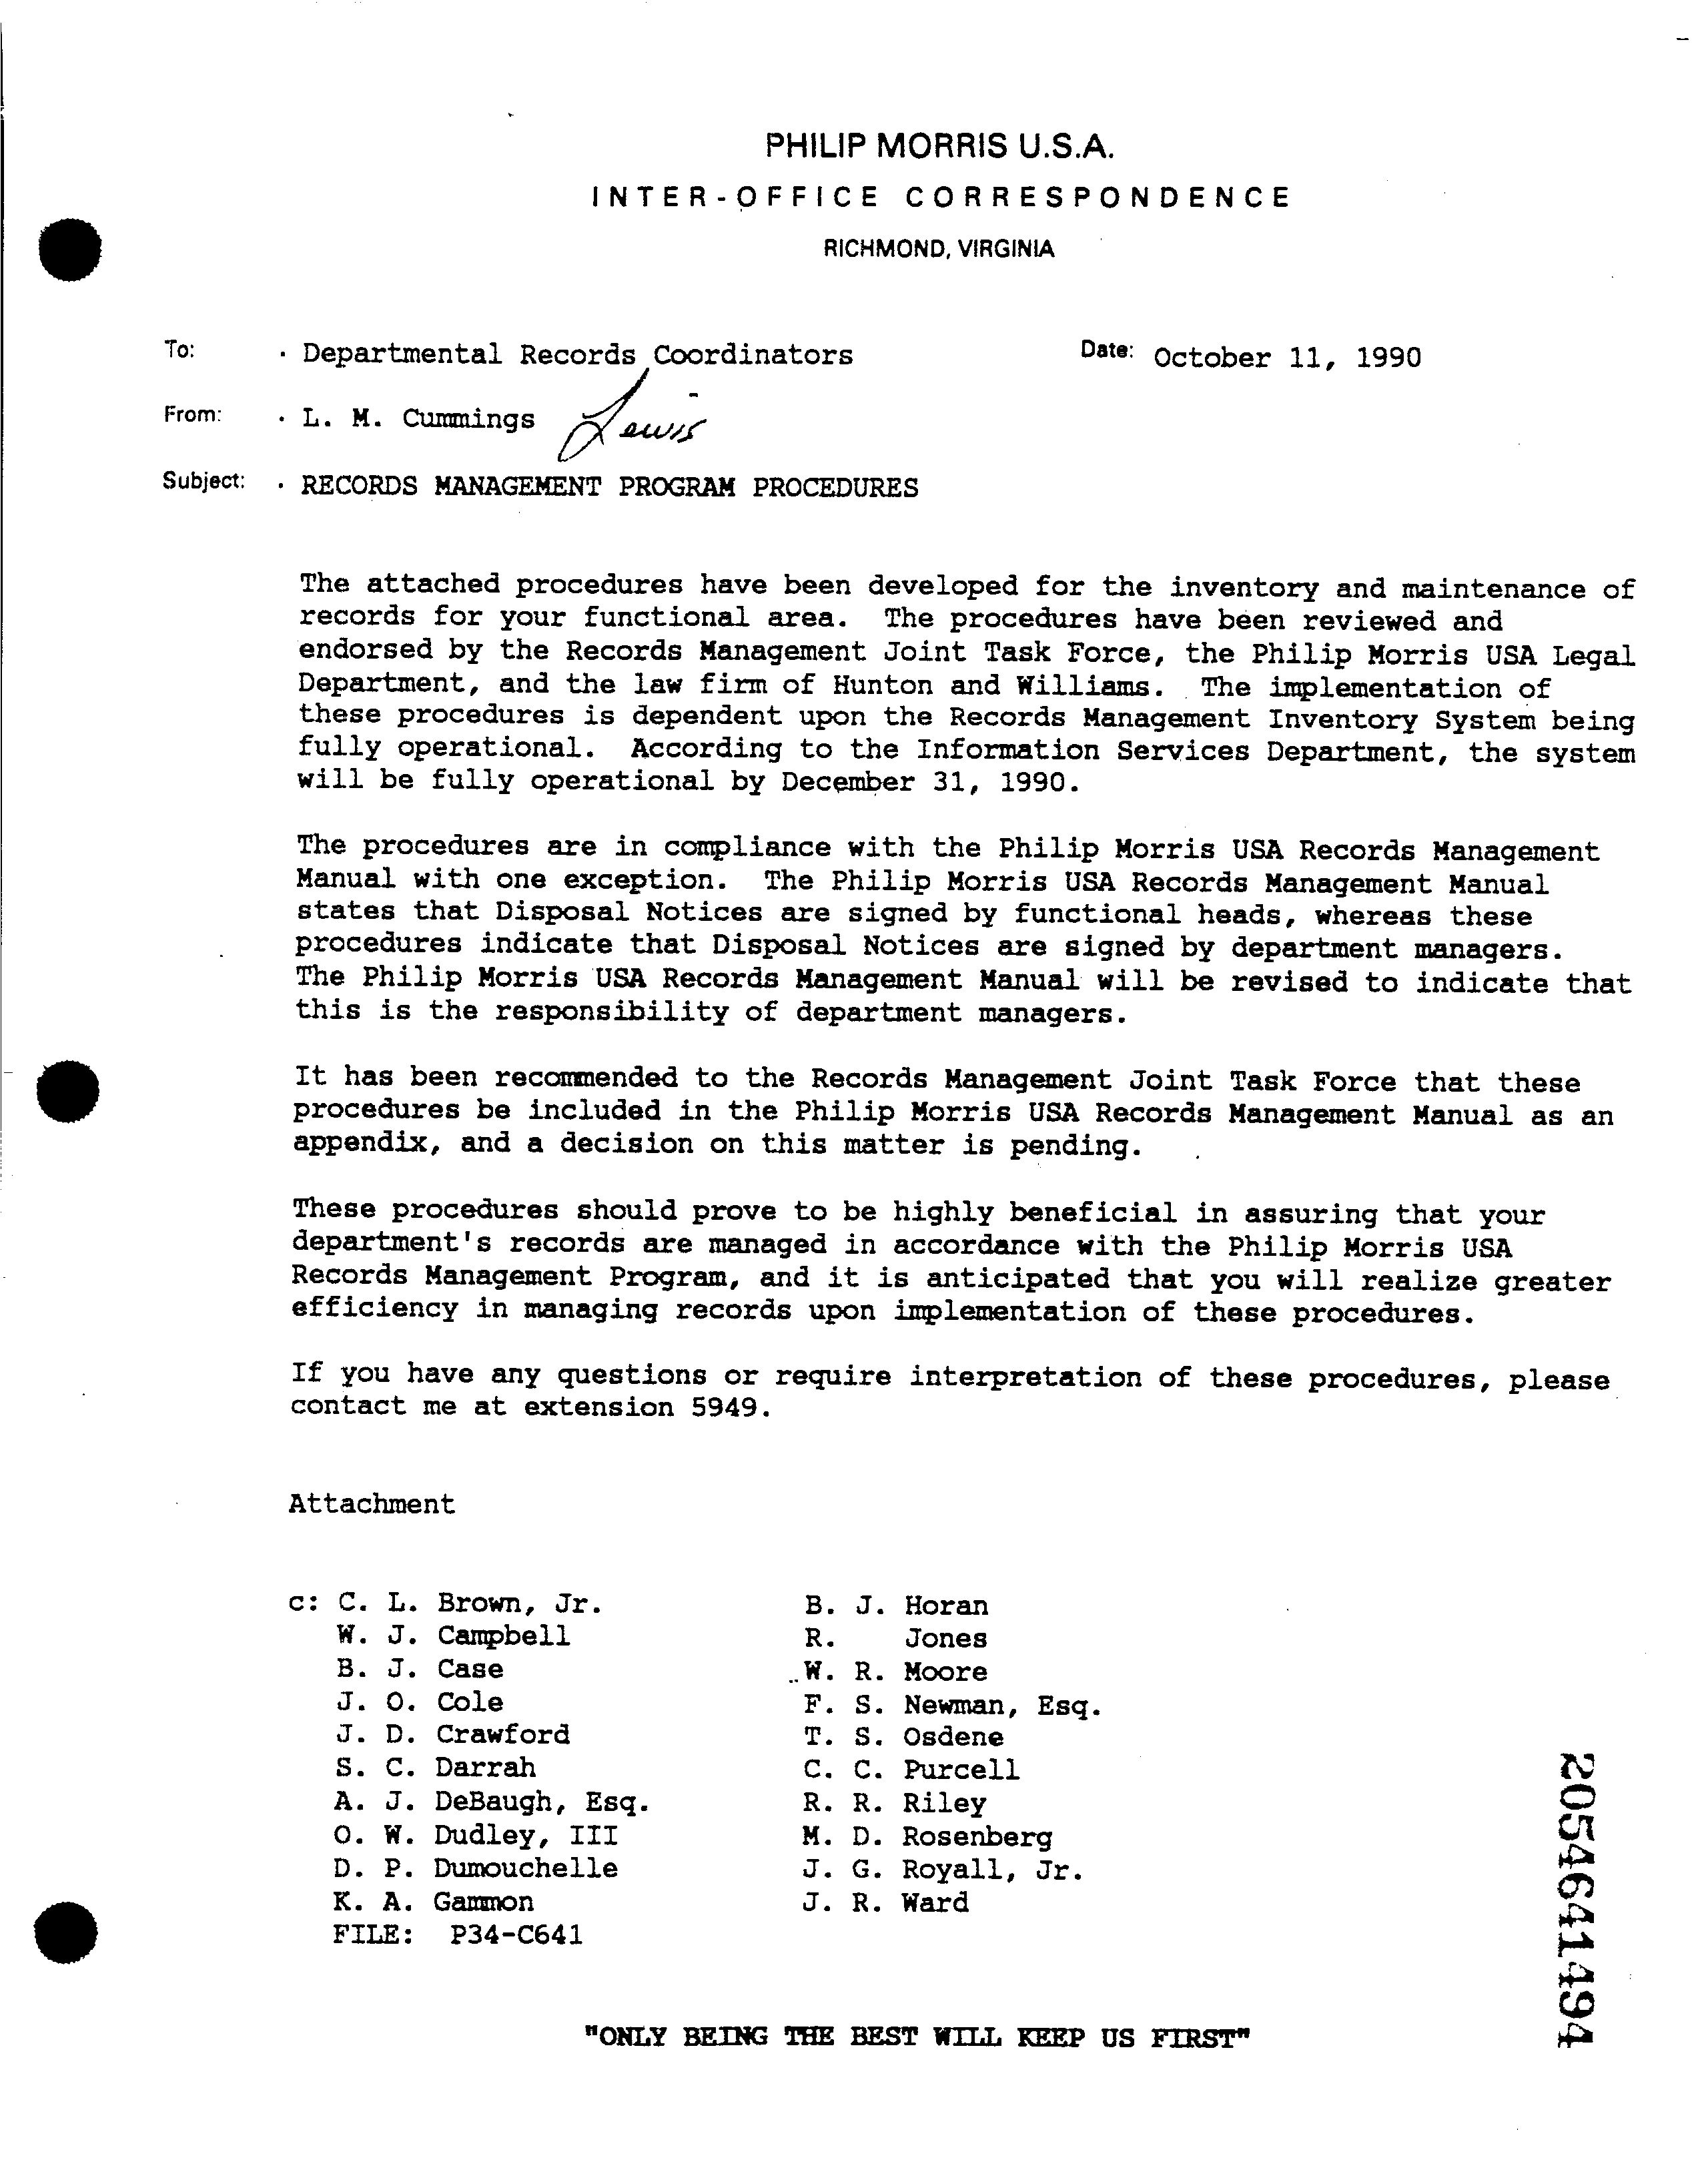 PHILIP MORRIS U.S.A.
INTER-OFFICE CORRESPONDENCE
RICHMOND, VIRGINIA
To: Departmental Records Coordinators Date: October 11, 1990
From: L. M. Cummings Lewis
Subject: RECORDS MANAGEMENT PROGRAM PROCEDURES
The attached procedures have been developed for the inventory and maintenance of
records for your functional area. The procedures have been reviewed and
endorsed by the Records Management Joint Task Force, the Philip Morris USA Legal
Department, and the law firm of Hunton and Williams. The implementation of
these procedures is dependent upon the Records Management Inventory System being
fully operational. According to the Information Services Department, the system
will be fully operational by December 31, 1990.
The procedures are in compliance with the Philip Morris USA Records Management
Manual with one exception. The Philip Morris USA Records Management Manual
states that Disposal Notices are signed by functional heads, whereas these
procedures indicate that Disposal Notices are signed by department managers.
The Philip Morris USA Records Management Manual will be revised to indicate that
this is the responsibility of department managers.
It has been recommended to the Records Management Joint Task Force that these
procedures be included in the Philip Morris USA Records Management Manual as an
appendix, and a decision on this matter is pending.
These procedures should prove to be highly beneficial in assuring that your
department's records are managed in accordance with the Philip Morris USA
Records Management Program, and it is anticipated that you will realize greater
efficiency in managing records upon implementation of these procedures.
If you have any questions or require interpretation of these procedures, please
contact me at extension 5949.
Attachment
c: C. L. Brown, Jr. B. J. Horan
W. J. Campbell R. Jones
B. J. Case W. R. Moore
J. O. Cole F. S. Newman, Esq.
J. D. Crawford T. S. Osdene
S. C. Darrah C. C. Purcell
A. J. DeBaugh, Esq. R. R. Riley
O. W. Dudley, III M. D. Rosenberg
D. P. Dumouchelle J. G. Royall, Jr.
K. A. Gammon J. R. Ward
FILE: P34-C641
"ONLY BEING THE BEST WILL KEEP US FIRST"
2054641494